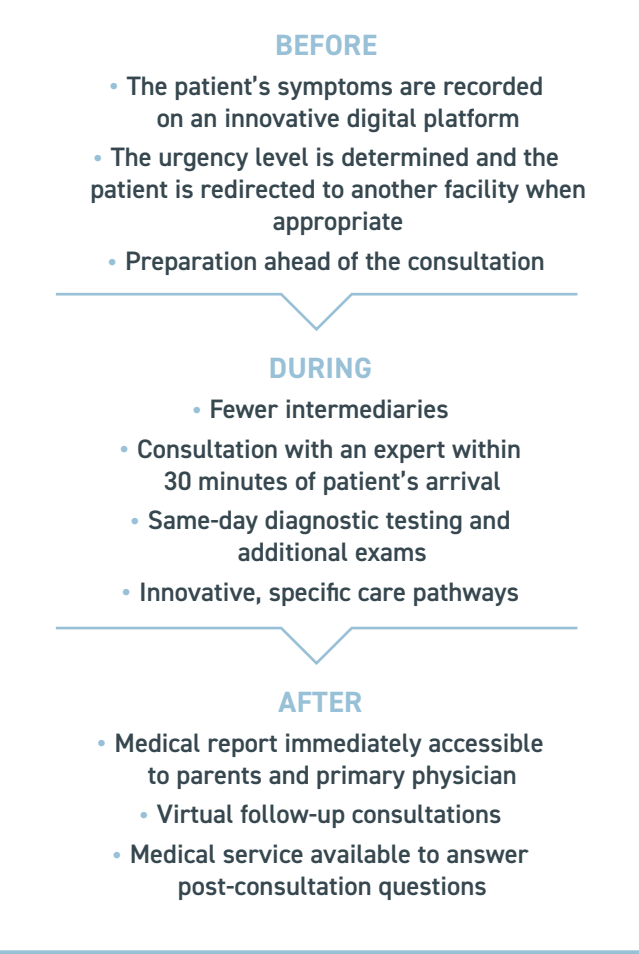 BEFORE
• The patient’s symptoms are recorded
on an innovative digital platform
• The urgency level is determined and the
patient is redirected to another facility when
appropriate
• Preparation ahead of the consultation
DURING
• Fewer intermediaries
• Consultation with an expert within
30 minutes of patient’s arrival
• Same-day diagnostic testing and
additional exams
• Innovative, specific care pathways
AFTER
• Medical report immediately accessible
to parents and primary physician
• Virtual follow-up consultations
• Medical service available to answer
post-consultation questions